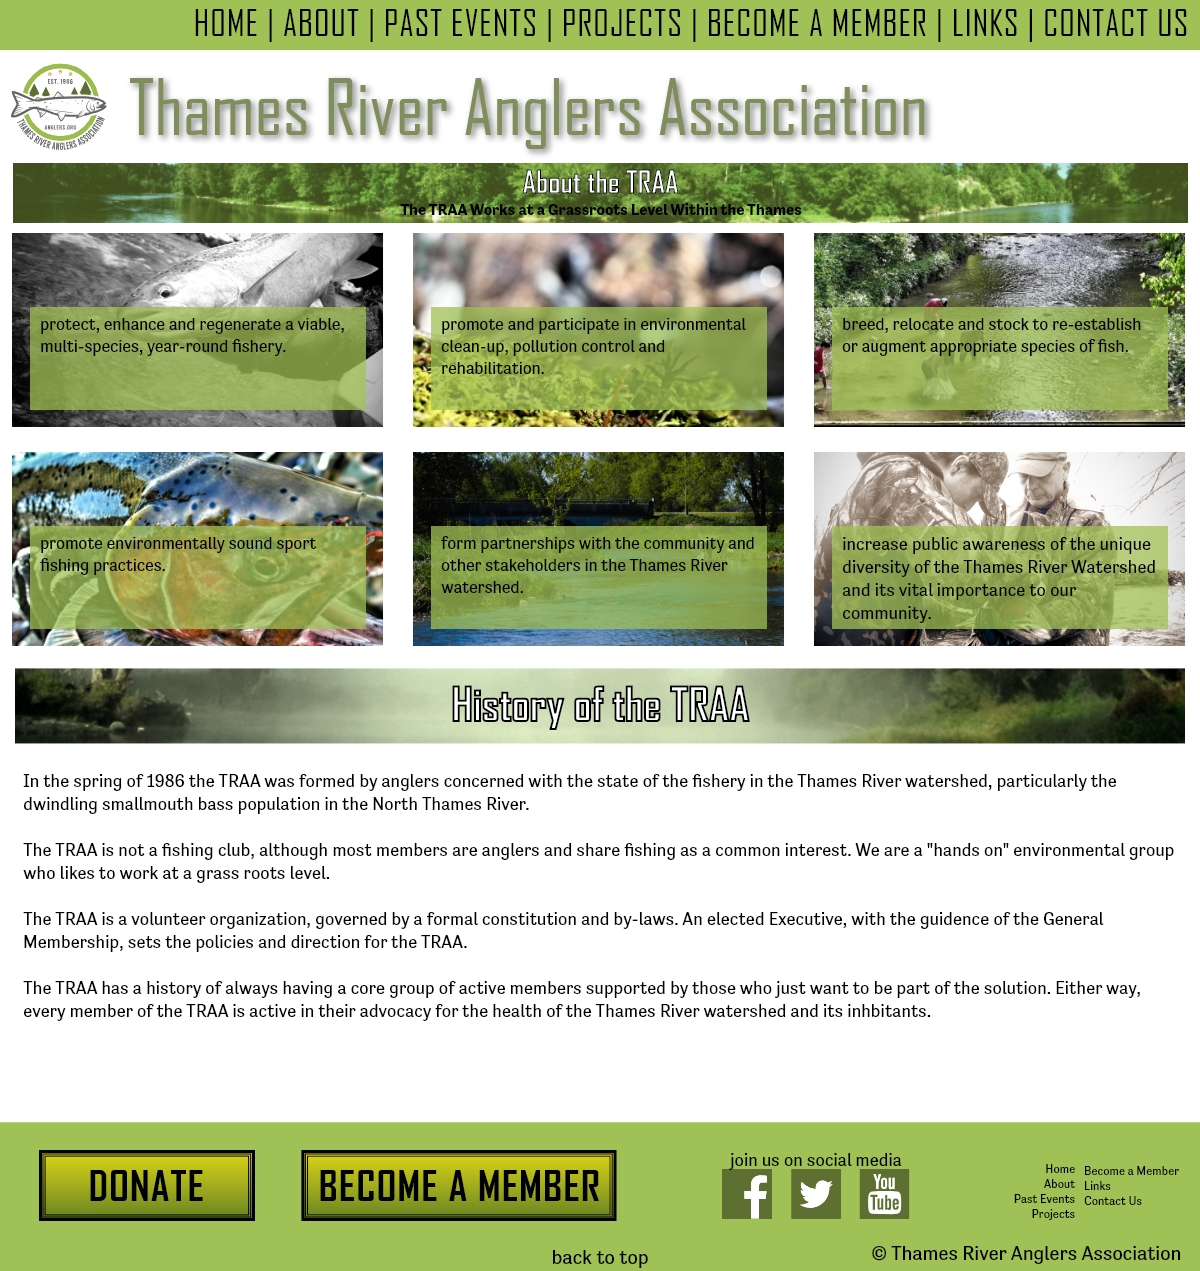 HOME | ABOUT | PAST EVENTS | PROJECTS | BECOME A MEMBER | LINKS | CONTACT US
EST. 1986
ANGLERS.ORG
THAMES RIVER ANGLERS ASSOCIATION
Thames River Anglers Association
About the TRAA
The TRAA Works at a Grassroots Level Within the Thames
protect, enhance and regenerate a viable,
multi-species, year-round fishery.
promote and participate in environmental
clean-up, pollution control and
rehabilitation.
breed, relocate and stock to re-establish
or augment appropriate species of fish.
promote environmentally sound sport
fishing practices.
form partnerships with the community and
other stakeholders in the Thames River
watershed.
increase public awareness of the unique
diversity of the Thames River Watershed
and its vital importance to our
community.
History of the TRAA
In the spring of 1986 the TRAA was formed by anglers concerned with the state of the fishery in the Thames River watershed, particularly the
dwindling smallmouth bass population in the North Thames River.
The TRAA is not a fishing club, although most members are anglers and share fishing as a common interest. We are a "hands on" environmental group
who likes to work at a grass roots level.
The TRAA is a volunteer organization, governed by a formal constitution and by-laws. An elected Executive, with the guidence of the General
Membership, sets the policies and direction for the TRAA.
The TRAA has a history of always having a core group of active members supported by those who just want to be part of the solution. Either way,
every member of the TRAA is active in their advocacy for the health of the Thames River watershed and its inhbitants.
DONATE
BECOME A MEMBER
join us on social media
You
Tube
Home
About
Past Events
Projects
Become a Member
Links
Contact Us
back to top
© Thames River Anglers Association